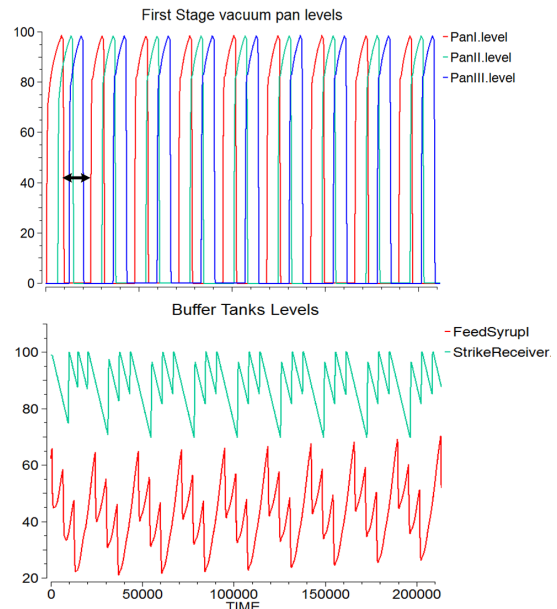 First Stage vacuum pan levels
100
80
60
40
20
0
PanI.level
PanII.level
PanIII.level
Buffer Tanks Levels
100
80
60
40
20
FeedSyrupI
StrikeReceiver.
0 50000 100000 150000 200000
TIME